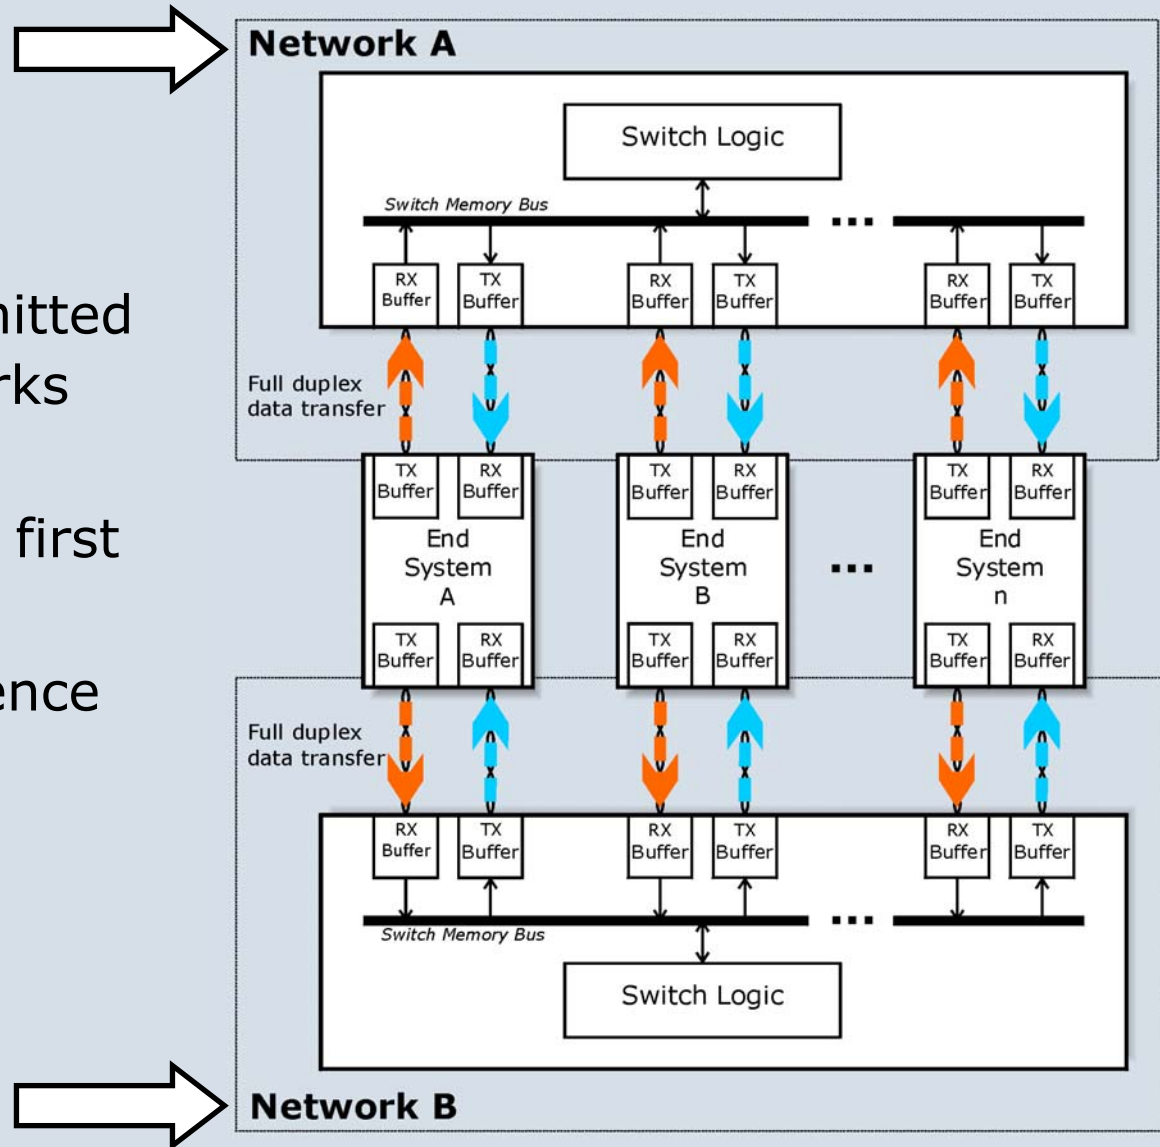 Network A
Switch Logic
Switch Memory Bus
RX
Buffer
TX
Buffer
RX
Buffer
TX
Buffer
RX
Buffer
TX
Buffer
Full duplex
data transfer
TX
Buffer
RX
Buffer
End
System
A
TX
Buffer
RX
Buffer
TX
Buffer
RX
Buffer
End
System
B
TX
Buffer
RX
Buffer
...
TX
Buffer
RX
Buffer
End
System
n
TX
Buffer
RX
Buffer
Full duplex
data transfer
RX
Buffer
TX
Buffer
RX
Buffer
TX
Buffer
RX
Buffer
TX
Buffer
Switch Memory Bus
Switch Logic
Network B
first